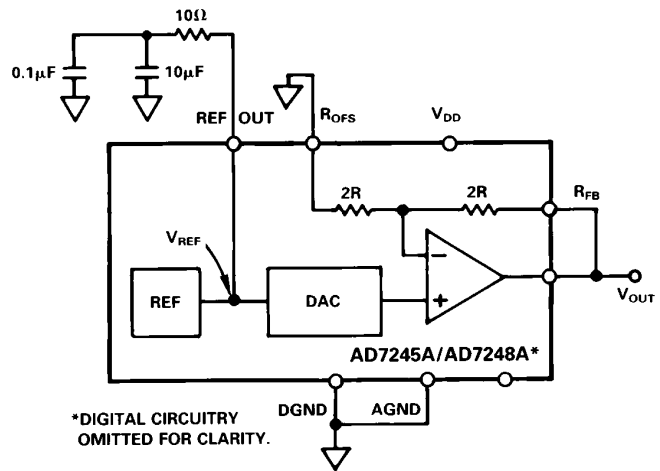 10Ω
0.1µF
10µF
REF OUT
ROFS
VDD
2R
2R
RFB
VREF
REF
DAC
−
+
VOUT
AD7245A/AD7248A*
DGND
AGND
*DIGITAL CIRCUITRY
OMITTED FOR CLARITY.